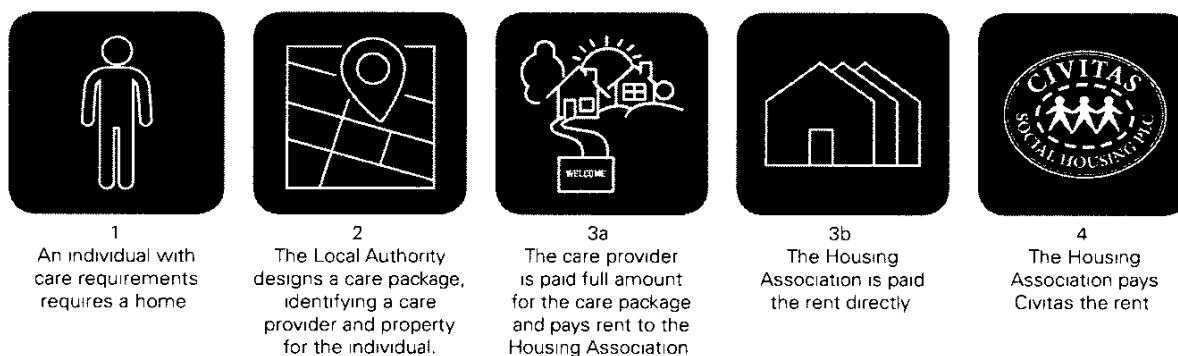 WELCOME
CIVITAS
SOCIAL HOUSING PLC
1
An individual with
care requirements
requires a home
2
The Local Authority
designs a care package,
identifying a care
provider and property
for the individual.
3a
The care provider
is paid full amount
for the care package
and pays rent to the
Housing Association
3b
The Housing
Association is paid
the rent directly
4
The Housing
Association pays
Civitas the rent